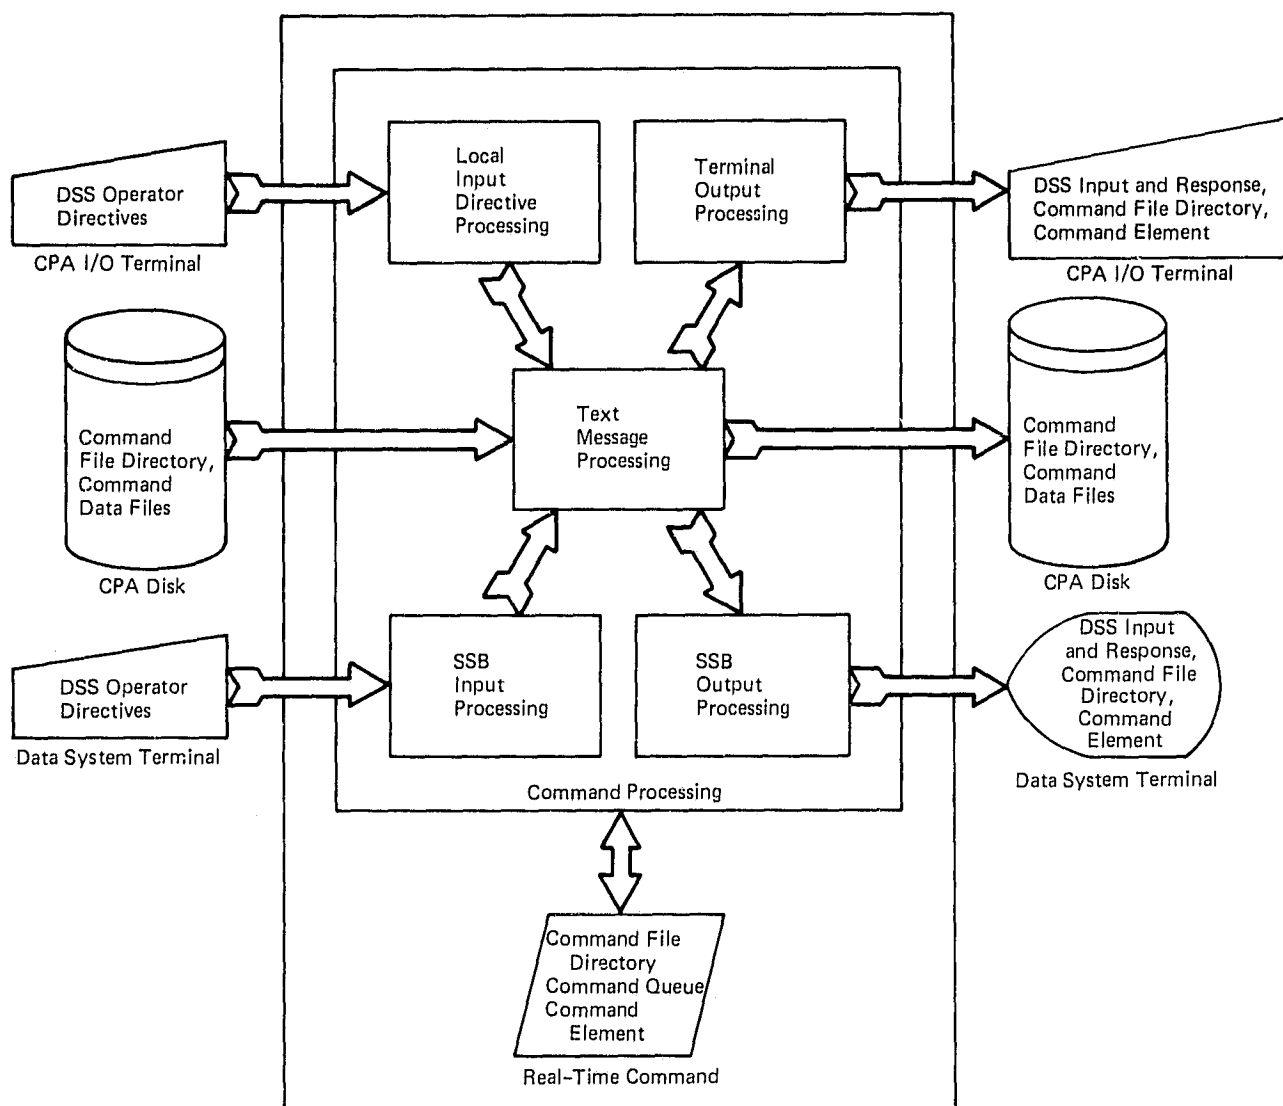 Local
Input
Directive
Processing
Terminal
Output
Processing
DSS Operator
Directives
CPA I/O Terminal
DSS Input and Response,
Command File Directory,
Command Element
CPA I/O Terminal
Command
File Directory,
Command
Data Files
CPA Disk
Text
Message
Processing
Command
File Directory,
Command
Data Files
CPA Disk
DSS Operator
Directives
Data System Terminal
SSB
Input
Processing
SSB
Output
Processing
DSS Input
and Response,
Command File
Directory,
Command
Element
Data System Terminal
Command Processing
Command File
Directory
Command Queue
Command
Element
Real-Time Command